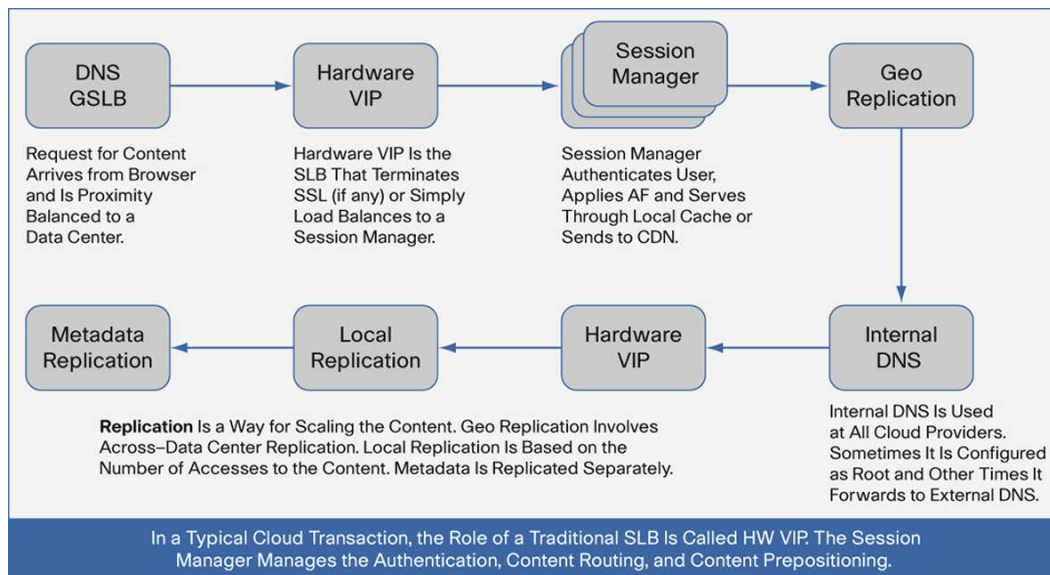 DNS
GSLB
Hardware
VIP
Session
Manager
Geo
Replication
Request for Content
Arrives from Browser
and Is Proximity
Balanced to a
Data Center.
Hardware VIP Is the
SLB That Terminates
SSL (if any) or Simply
Load Balances to a
Session Manager.
Session Manager
Authenticates User,
Applies AF and Serves
Through Local Cache or
Sends to CDN.
Metadata
Replication
Local
Replication
Hardware
VIP
Internal
DNS
Replication Is a Way for Scaling the Content. Geo Replication Involves
Across–Data Center Replication. Local Replication Is Based on the
Number of Accesses to the Content. Metadata Is Replicated Separately.
Internal DNS Is Used
at All Cloud Providers.
Sometimes It Is Configured
as Root and Other Times It
Forwards to External DNS.
In a Typical Cloud Transaction, the Role of a Traditional SLB Is Called HW VIP. The Session
Manager Manages the Authentication, Content Routing, and Content Prepositioning.